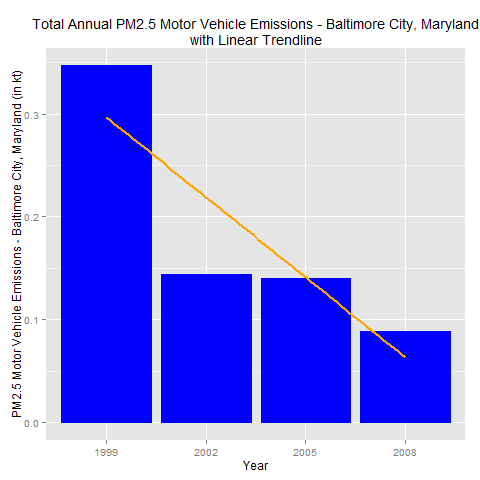 Total Annual PM2.5 Motor Vehicle Emissions - Baltimore City, Maryland
with Linear Trendline
PM2.5 Motor Vehicle Emissions - Baltimore City, Maryland (in kt)
0.3
0.2
0.1
0.0
1999 2002 2005 2008
Year